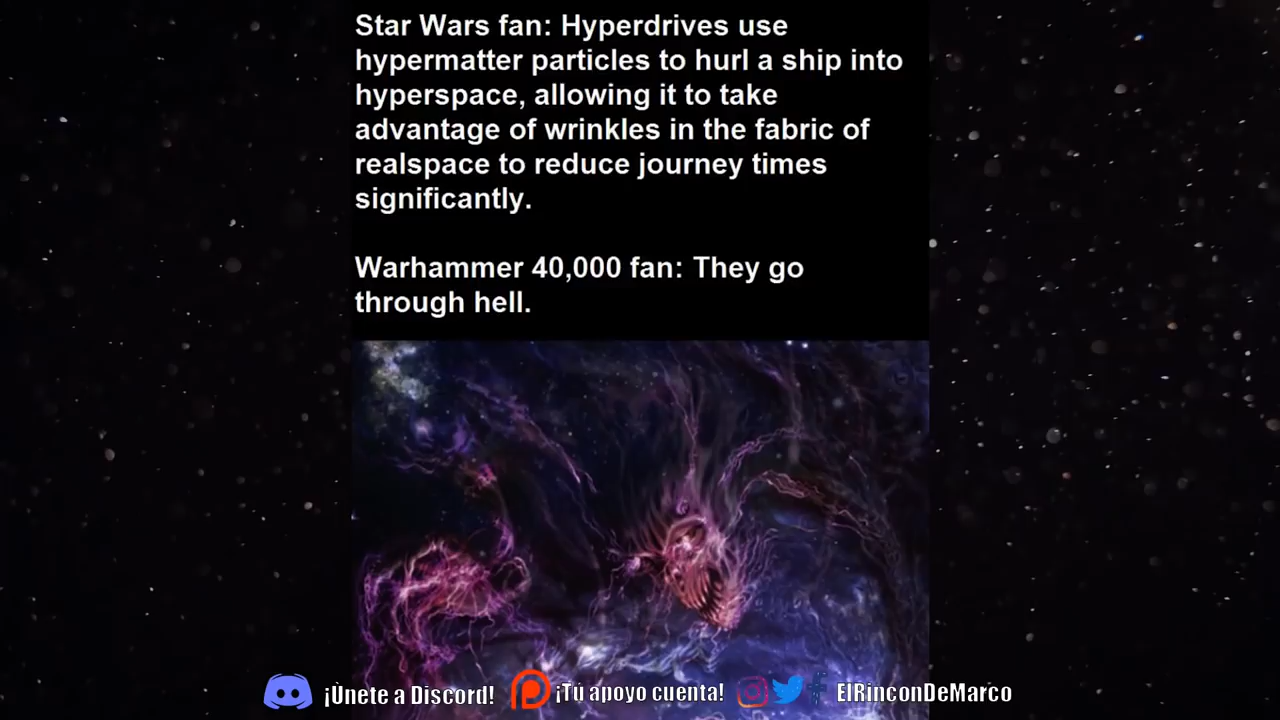 Star Wars fan: Hyperdrives use
hypermatter particles to hurl a ship into
hyperspace, allowing it to take
advantage of wrinkles in the fabric of
realspace to reduce journey times
significantly.
Warhammer 40,000 fan: They go
through hell.
¡Únete a Discord! ¡Tú apoyo cuenta! ElRinconDeMarco